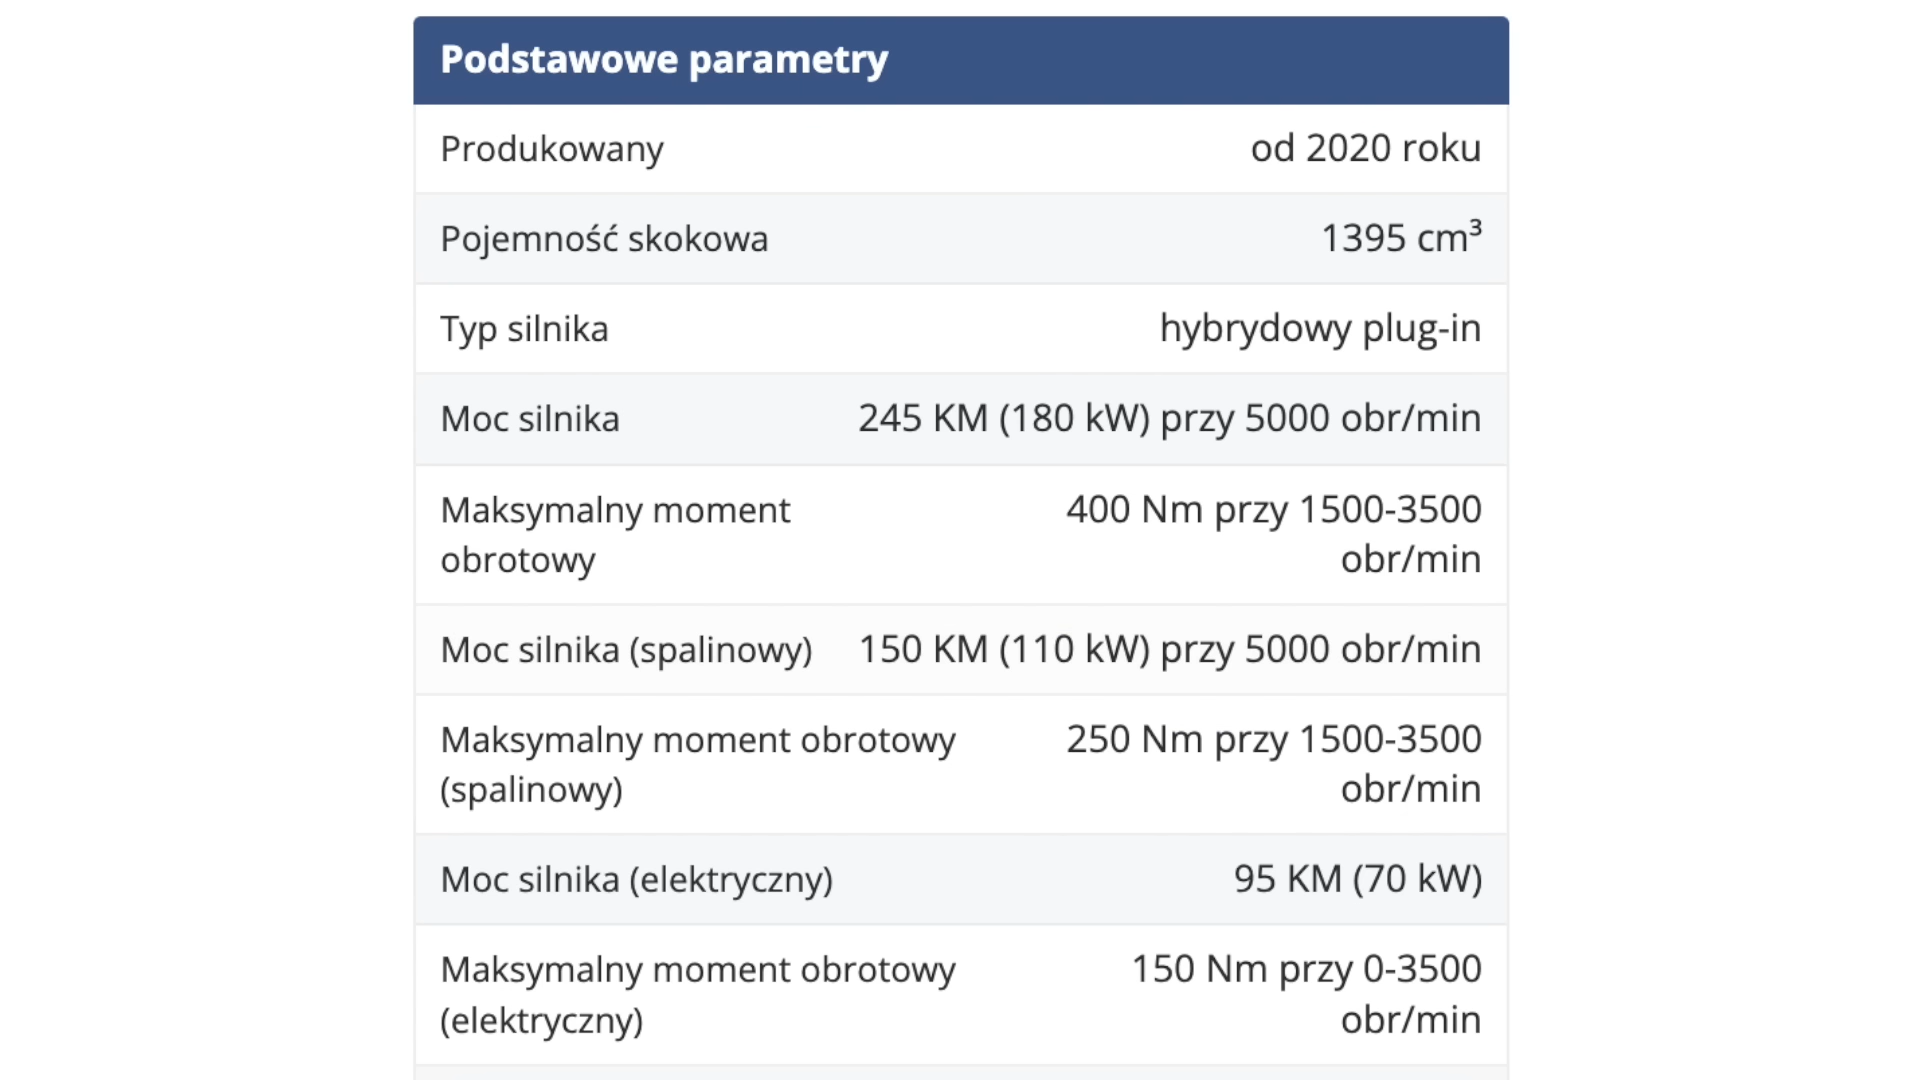 Podstawowe parametry
Produkowany od 2020 roku
Pojemność skokowa 1395 cm³
Typ silnika hybrydowy plug-in
Moc silnika 245 KM (180 kW) przy 5000 obr/min
Maksymalny moment obrotowy 400 Nm przy 1500-3500 obr/min
Moc silnika (spalinowy) 150 KM (110 kW) przy 5000 obr/min
Maksymalny moment obrotowy (spalinowy) 250 Nm przy 1500-3500 obr/min
Moc silnika (elektryczny) 95 KM (70 kW)
Maksymalny moment obrotowy (elektryczny) 150 Nm przy 0-3500 obr/min